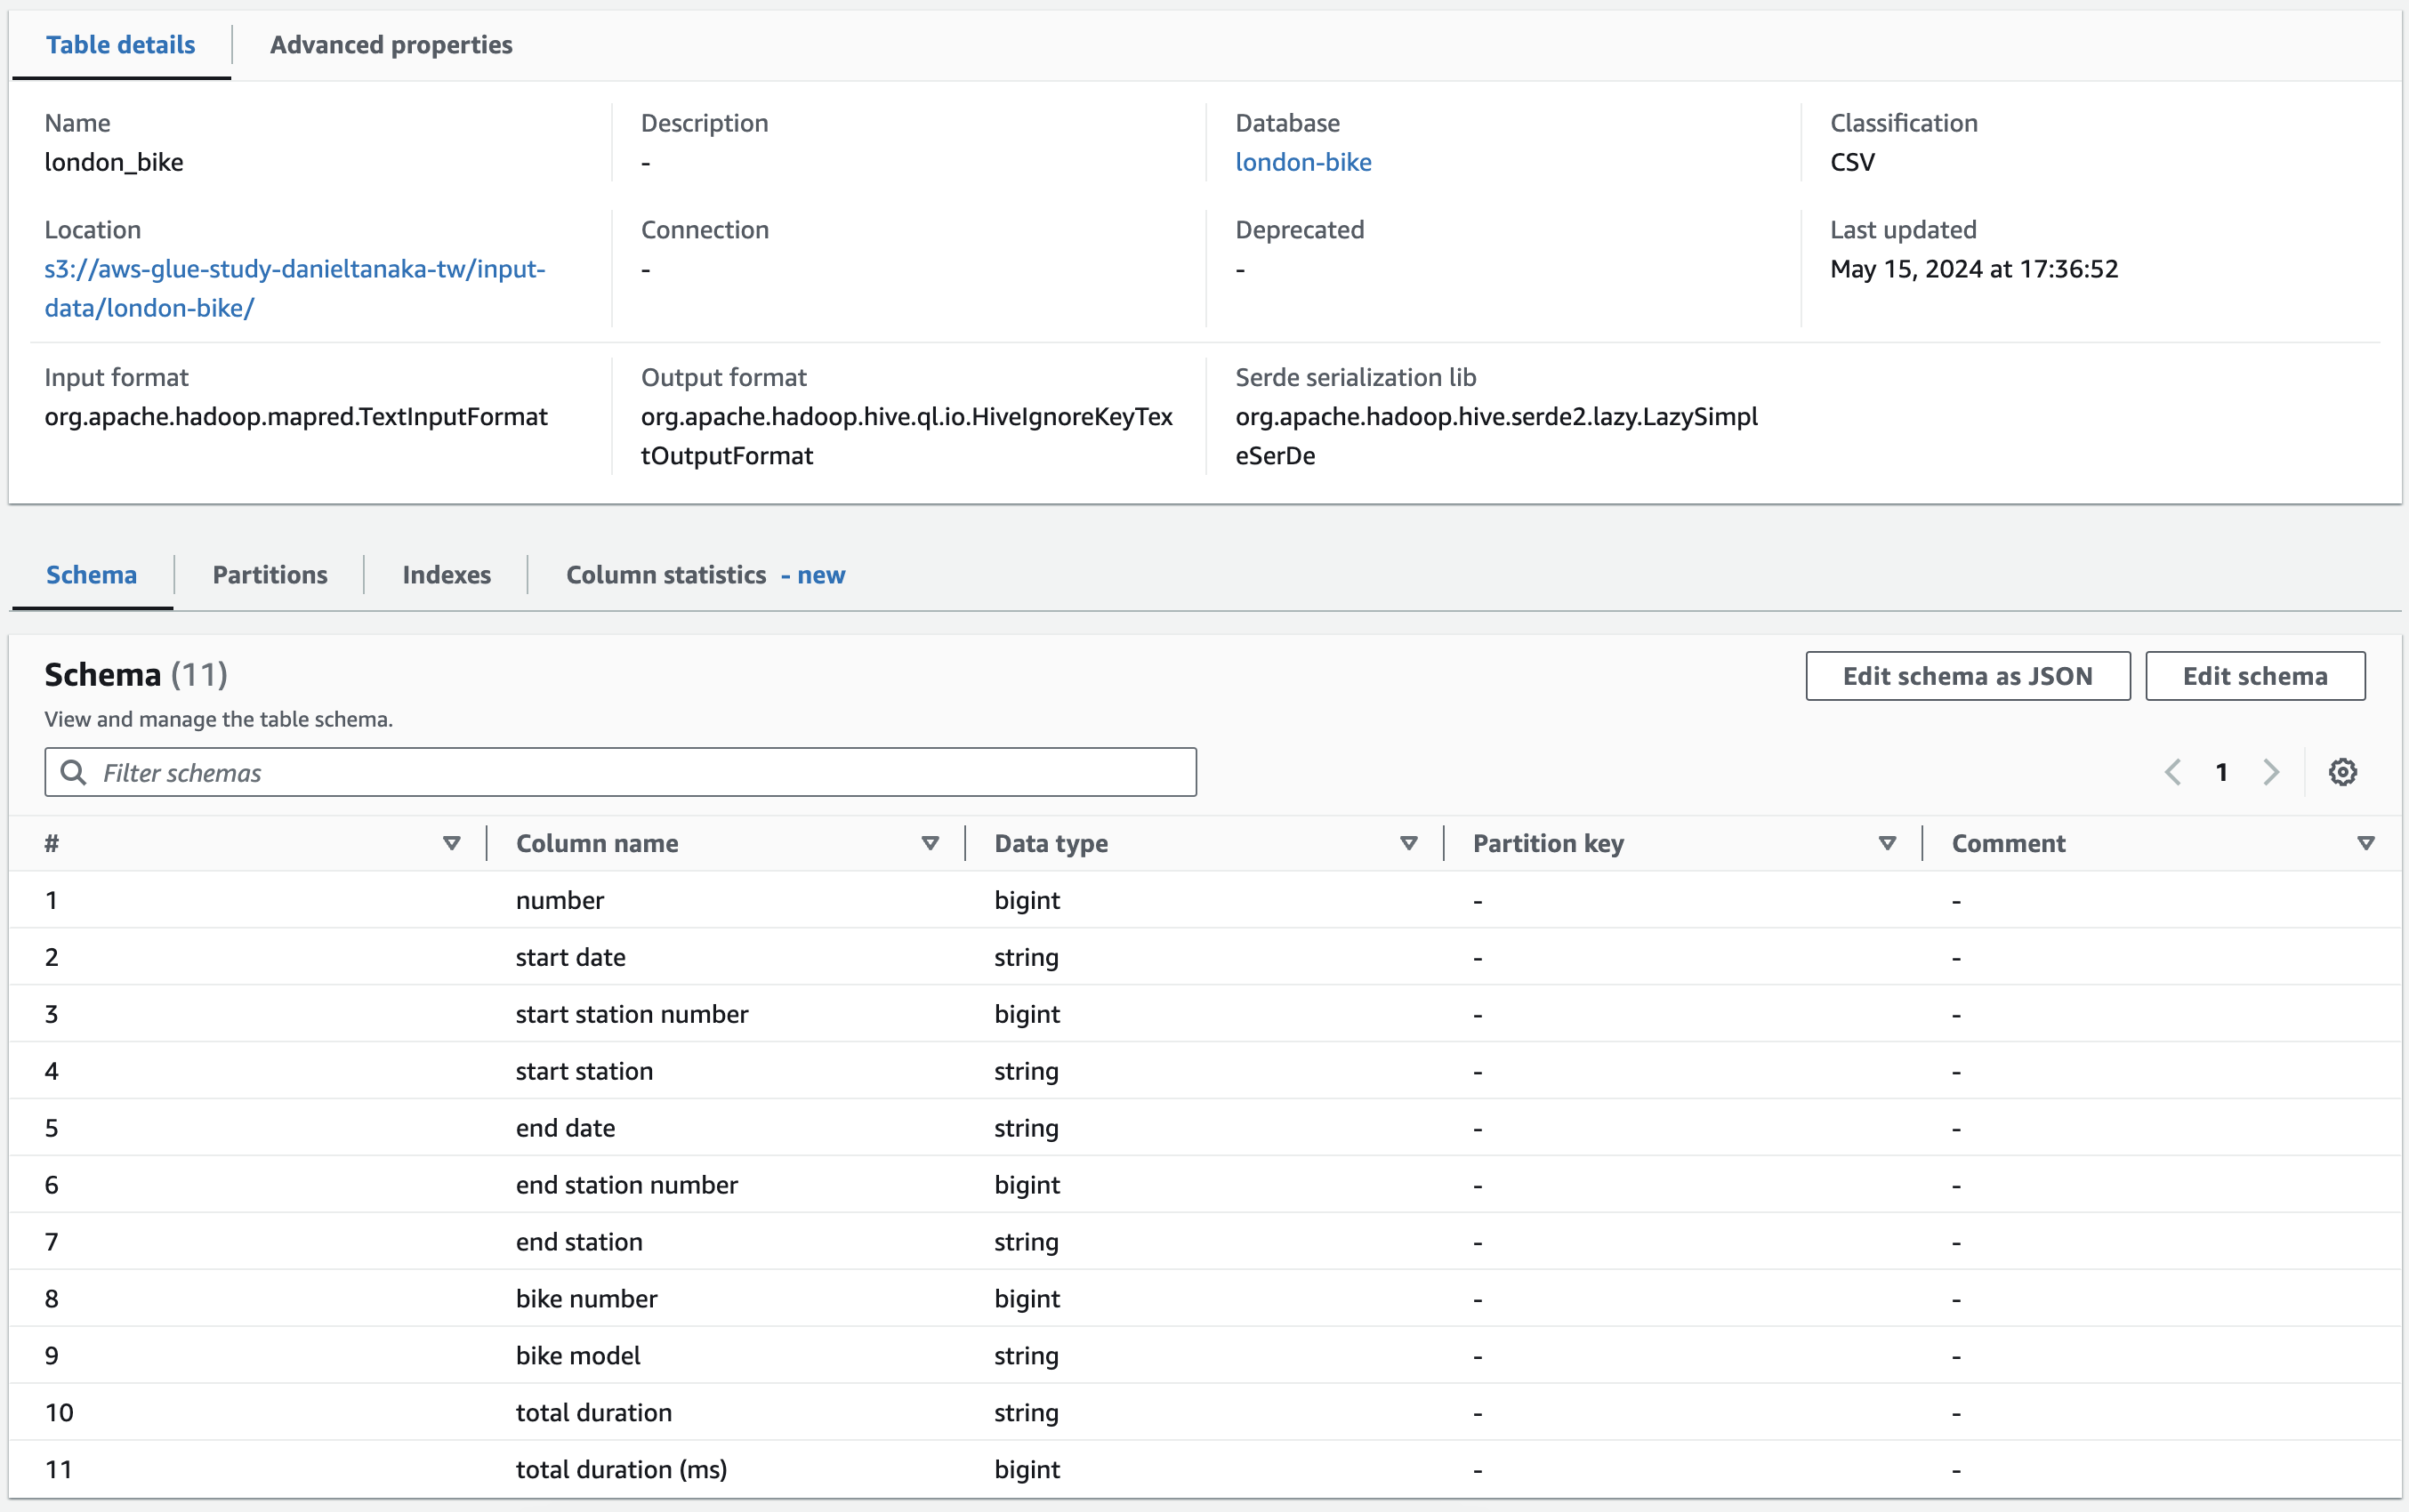 Table details
Advanced properties
Name
london_bike
Description
-
Database
london-bike
Classification
CSV
Location
s3://aws-glue-study-danieltanaka-tw/input-
data/london-bike/
Connection
-
Deprecated
-
Last updated
May 15, 2024 at 17:36:52
Input format
org.apache.hadoop.mapred.TextInputFormat
Output format
org.apache.hadoop.hive.ql.io.HiveIgnoreKeyTex
tOutputFormat
Serde serialization lib
org.apache.hadoop.hive.serde2.lazy.LazySimpl
eSerDe
Schema
Partitions
Indexes
Column statistics - new
Schema (11)
View and manage the table schema.
Edit schema as JSON
Edit schema
Filter schemas
1
# Column name Data type Partition key Comment
1 number bigint - -
2 start date string - -
3 start station number bigint - -
4 start station string - -
5 end date string - -
6 end station number bigint - -
7 end station string - -
8 bike number bigint - -
9 bike model string - -
10 total duration string - -
11 total duration (ms) bigint - -